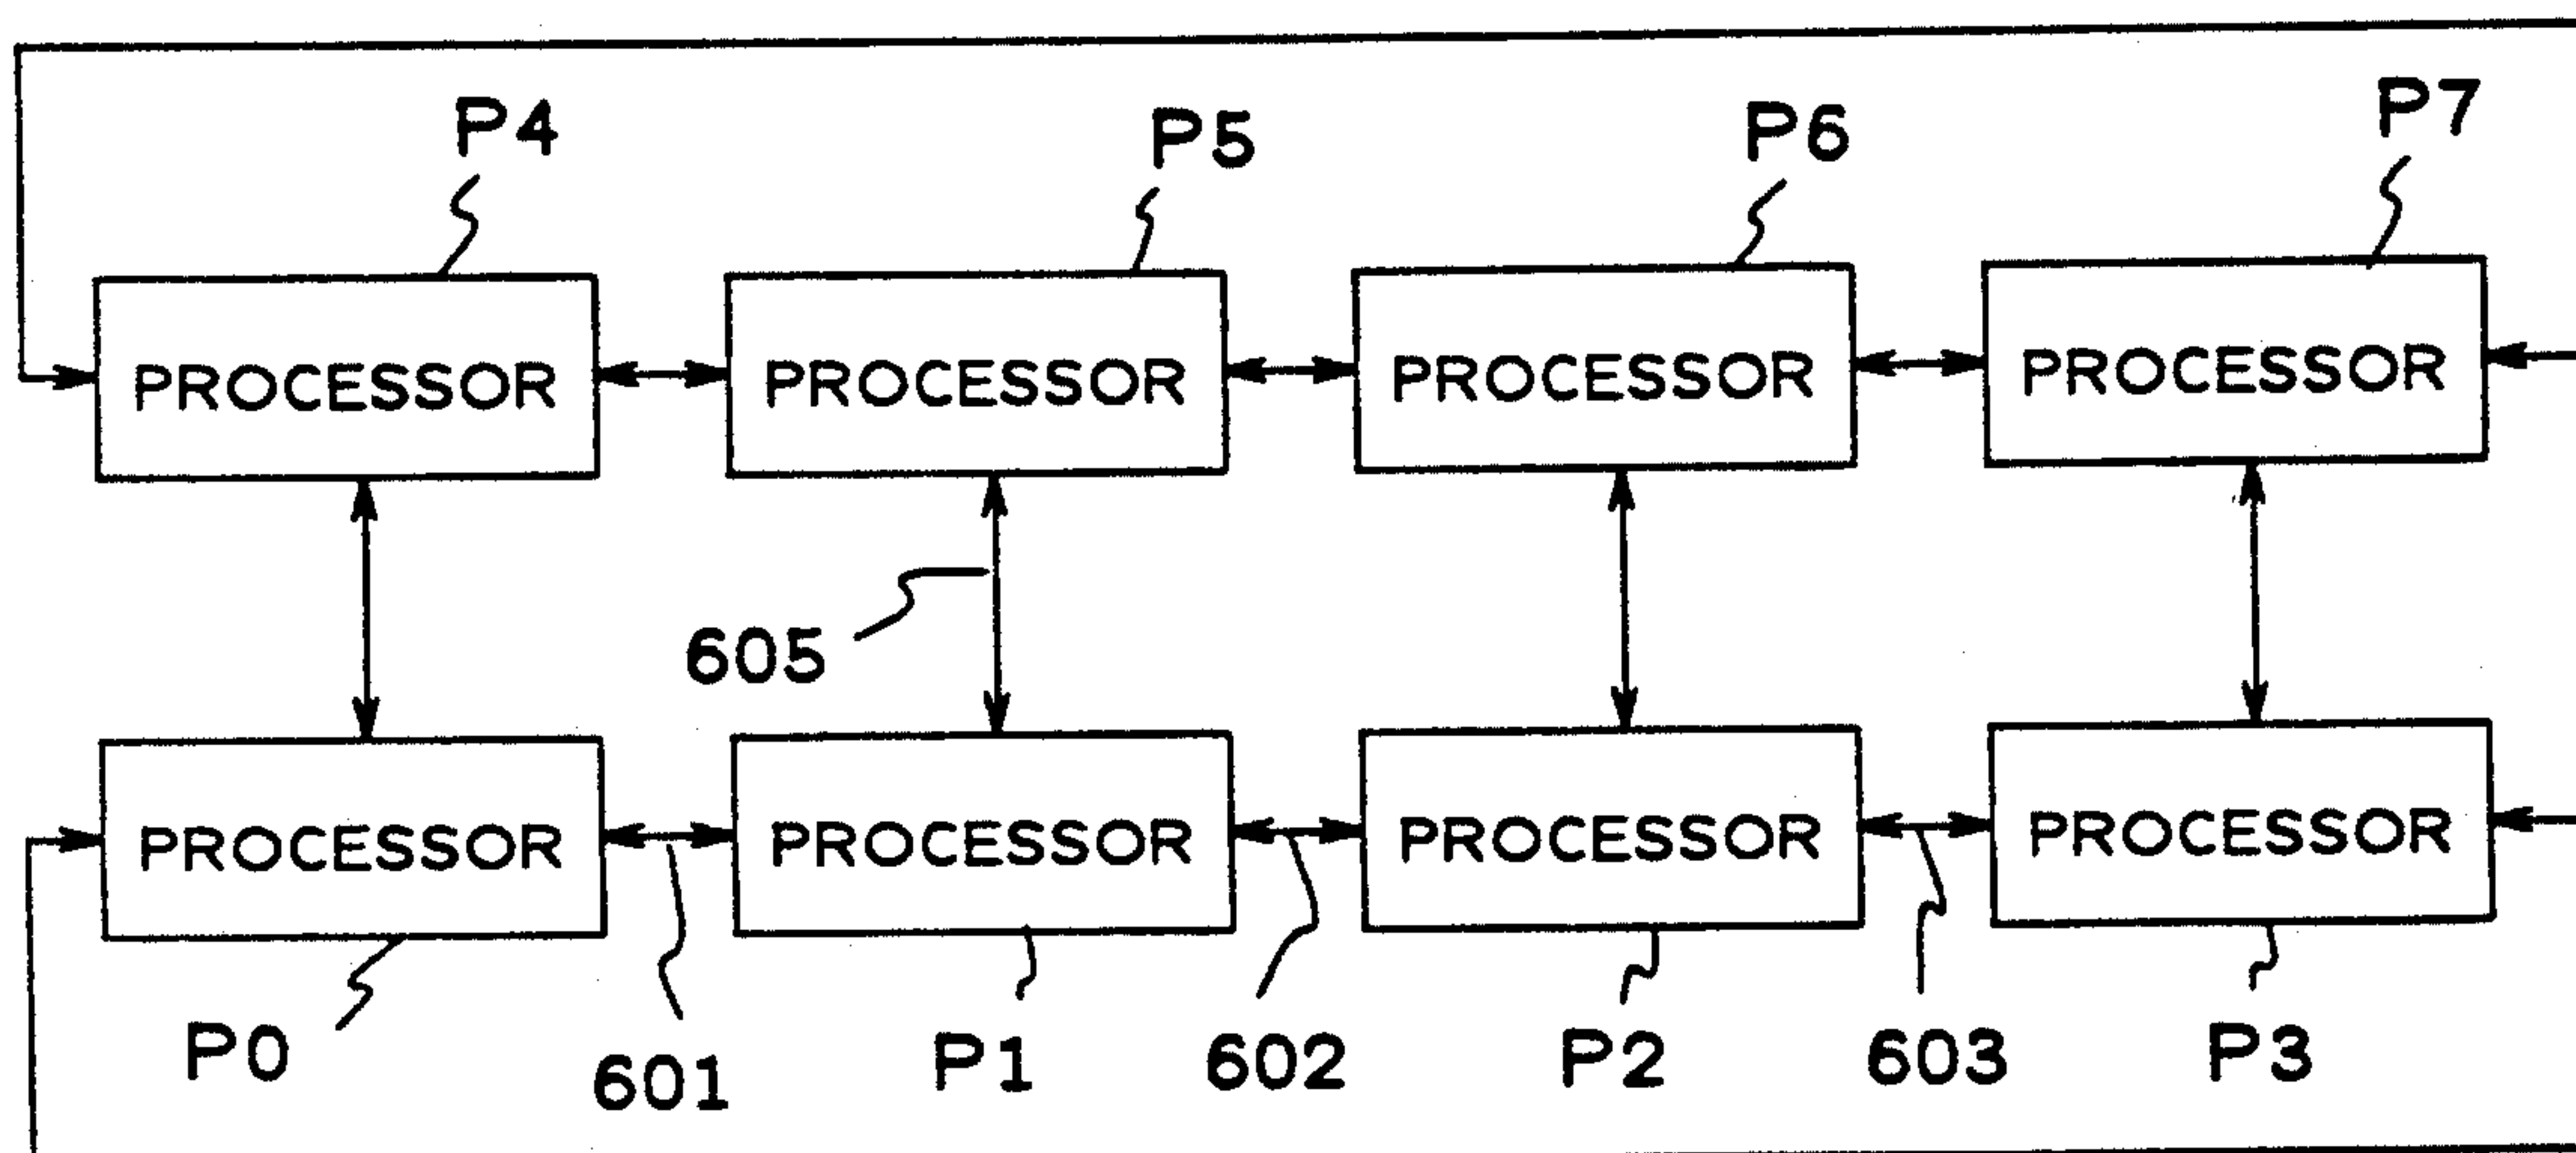 P4 P5 P6 P7
PROCESSOR PROCESSOR PROCESSOR PROCESSOR
605
PROCESSOR PROCESSOR PROCESSOR PROCESSOR
P0 601 P1 602 P2 603 P3